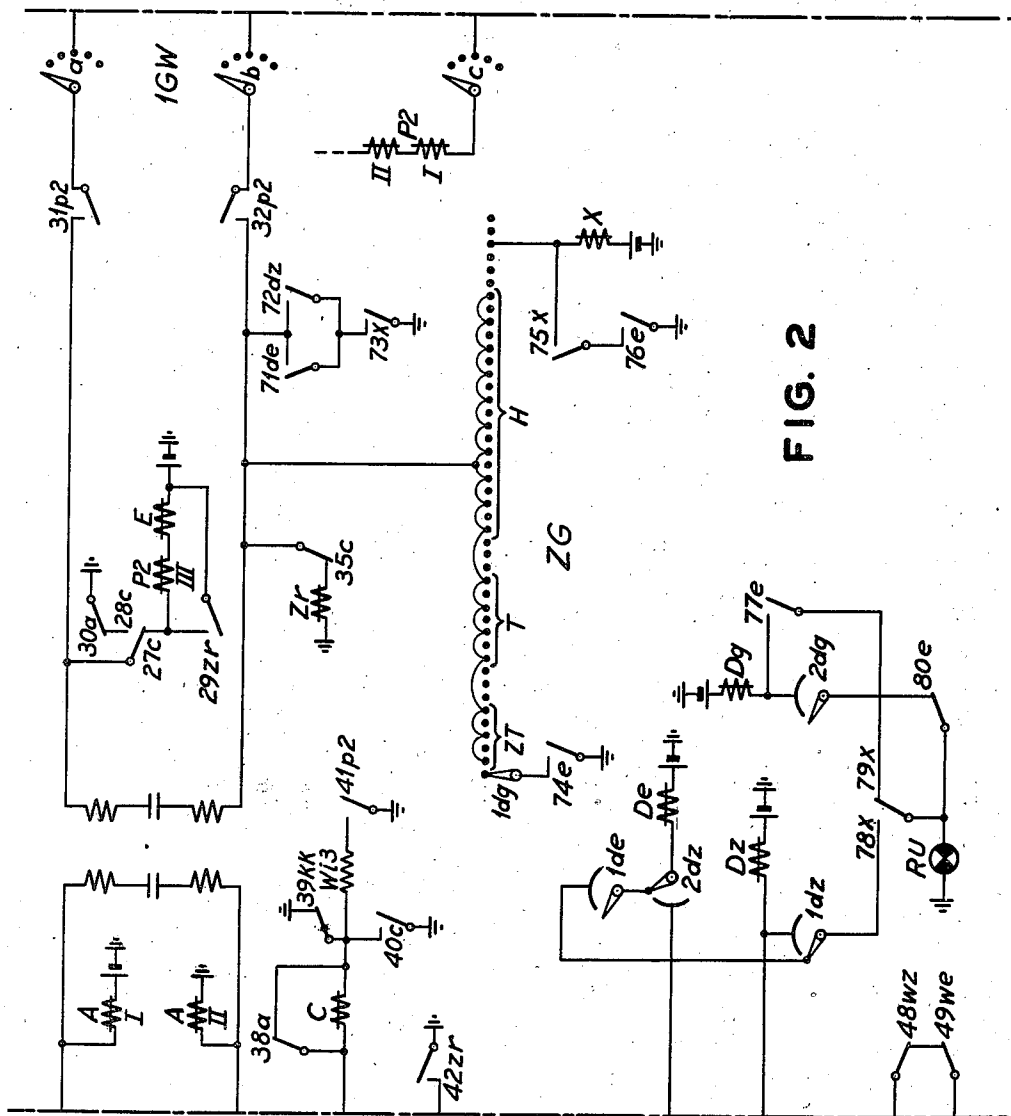 a
1GW
b
c
31p2
32p2
P2
II
I
72dz
71de
73x
X
75x
76e
H
FIG. 2
E
P2
III
30a
28c
27c
29zr
35c
Zr
ZG
T
ZT
1dg
74e
77e
Dg
2dg
80e
41p2
39KK
Wi3
40c
38a
C
42zr
A
I
A
II
De
1de
2dz
Dz
1dz
79x
78x
RU
48wz
49we